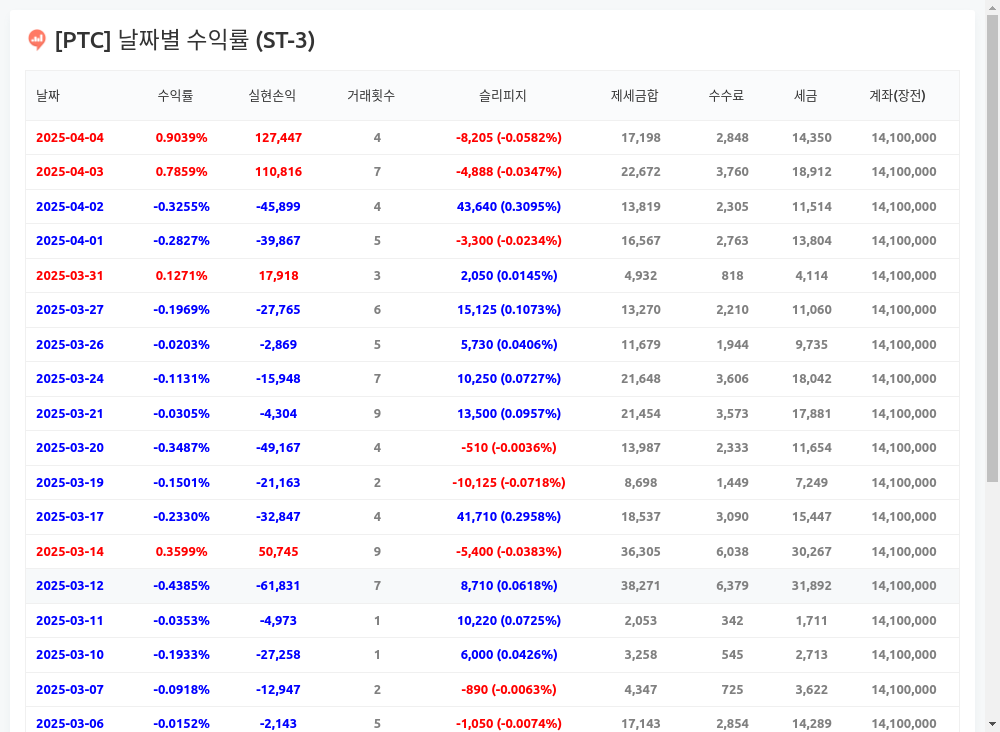 [PTC] 날짜별 수익률 (ST-3)
날짜 수익률 실현손익 거래횟수 슬리피지 제세금합 수수료 세금 계좌(장전)
2025-04-04 0.9039% 127,447 4 -8,205 (-0.0582%) 17,198 2,848 14,350 14,100,000
2025-04-03 0.7859% 110,816 7 -4,888 (-0.0347%) 22,672 3,760 18,912 14,100,000
2025-04-02 -0.3255% -45,899 4 43,640 (0.3095%) 13,819 2,305 11,514 14,100,000
2025-04-01 -0.2827% -39,867 5 -3,300 (-0.0234%) 16,567 2,763 13,804 14,100,000
2025-03-31 0.1271% 17,918 3 2,050 (0.0145%) 4,932 818 4,114 14,100,000
2025-03-27 -0.1969% -27,765 6 15,125 (0.1073%) 13,270 2,210 11,060 14,100,000
2025-03-26 -0.0203% -2,869 5 5,730 (0.0406%) 11,679 1,944 9,735 14,100,000
2025-03-24 -0.1131% -15,948 7 10,250 (0.0727%) 21,648 3,606 18,042 14,100,000
2025-03-21 -0.0305% -4,304 9 13,500 (0.0957%) 21,454 3,573 17,881 14,100,000
2025-03-20 -0.3487% -49,167 4 -510 (-0.0036%) 13,987 2,333 11,654 14,100,000
2025-03-19 -0.1501% -21,163 2 -10,125 (-0.0718%) 8,698 1,449 7,249 14,100,000
2025-03-17 -0.2330% -32,847 4 41,710 (0.2958%) 18,537 3,090 15,447 14,100,000
2025-03-14 0.3599% 50,745 9 -5,400 (-0.0383%) 36,305 6,038 30,267 14,100,000
2025-03-12 -0.4385% -61,831 7 8,710 (0.0618%) 38,271 6,379 31,892 14,100,000
2025-03-11 -0.0353% -4,973 1 10,220 (0.0725%) 2,053 342 1,711 14,100,000
2025-03-10 -0.1933% -27,258 1 6,000 (0.0426%) 3,258 545 2,713 14,100,000
2025-03-07 -0.0918% -12,947 2 -890 (-0.0063%) 4,347 725 3,622 14,100,000
2025-03-06 -0.0152% -2,143 5 -1,050 (-0.0074%) 17,143 2,854 14,289 14,100,000